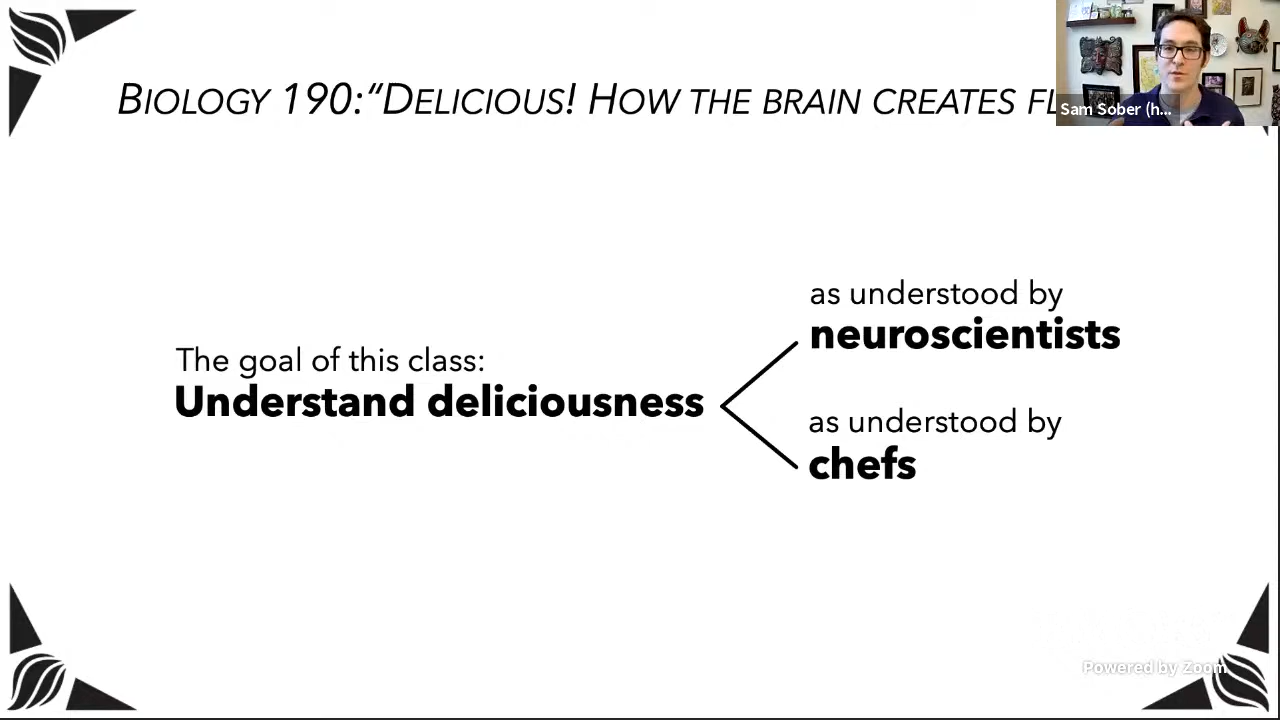 BIOLOGY 190:“DELICIOUS! HOW THE BRAIN CREATES
Sam Sober (h...
as understood by
neuroscientists
The goal of this class:
Understand deliciousness
as understood by
chefs
Powered by Zoom